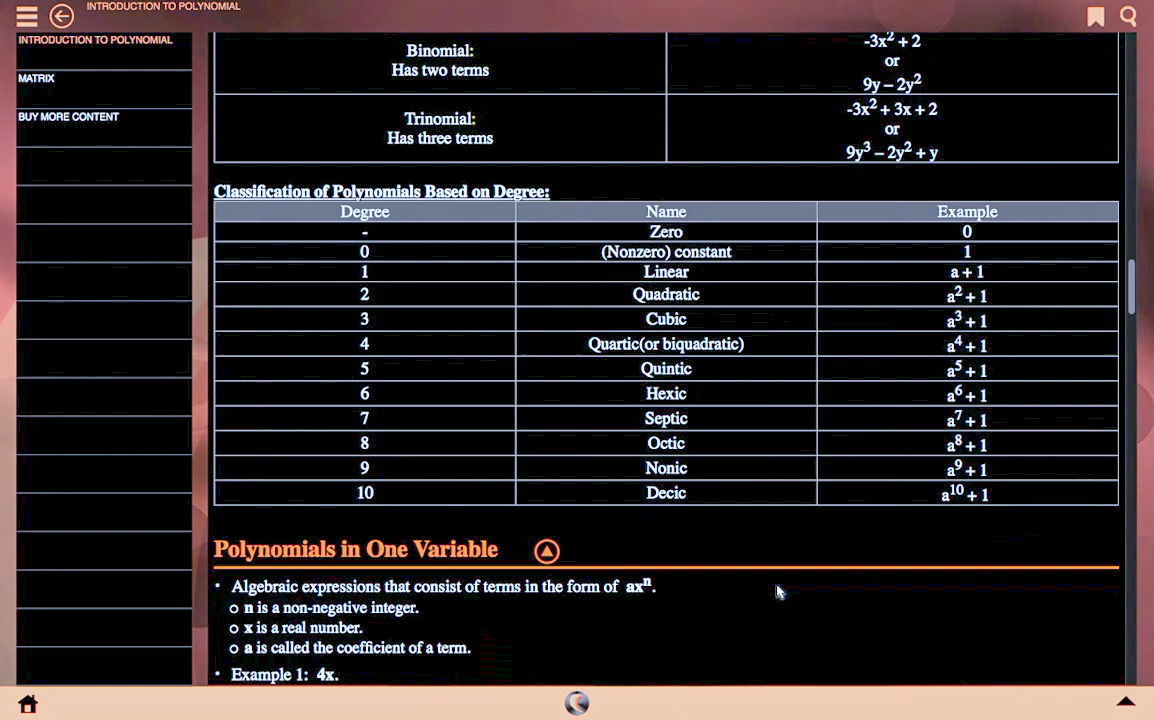 INTRODUCTION TO POLYNOMIAL
INTRODUCTION TO POLYNOMIAL
MATRIX
BUY MORE CONTENT
Binomial:
Has two terms
-3x² + 2
or
9y – 2y²
Trinomial:
Has three terms
-3x² + 3x + 2
or
9y³ – 2y² + y
Classification of Polynomials Based on Degree:
Degree Name Example
- Zero 0
0 (Nonzero) constant 1
1 Linear a + 1
2 Quadratic a² + 1
3 Cubic a³ + 1
4 Quartic(or biquadratic) a⁴ + 1
5 Quintic a⁵ + 1
6 Hexic a⁶ + 1
7 Septic a⁷ + 1
8 Octic a⁸ + 1
9 Nonic a⁹ + 1
10 Decic a¹⁰ + 1
Polynomials in One Variable
• Algebraic expressions that consist of terms in the form of axⁿ.
o n is a non-negative integer.
o x is a real number.
o a is called the coefficient of a term.
• Example 1: 4x.